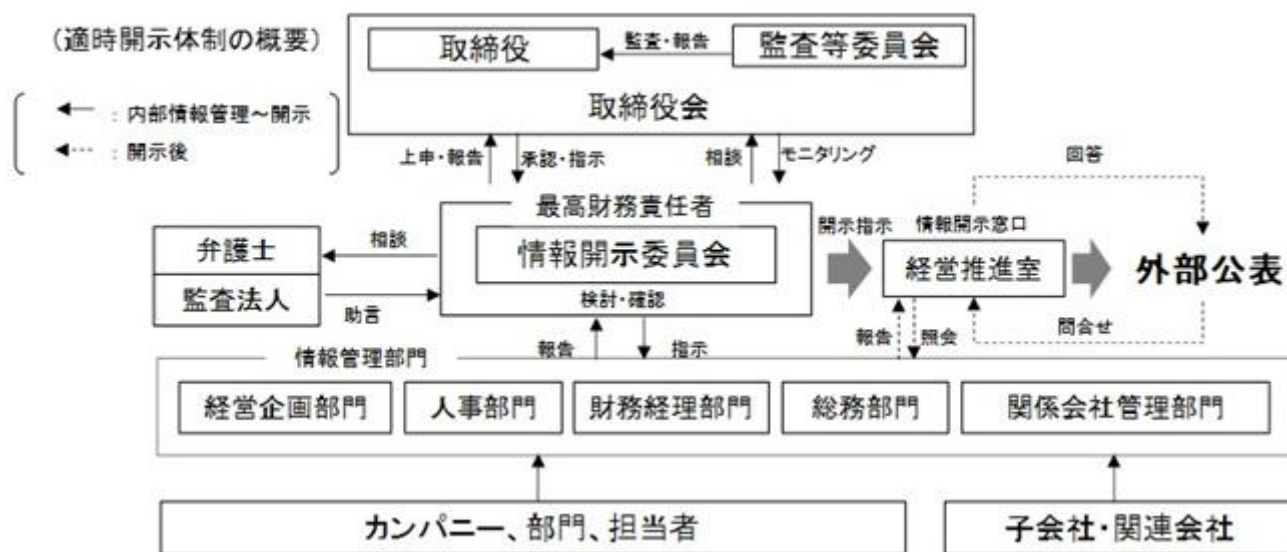 (適時開示体制の概要)
← : 内部情報管理~開示
: 開示後
取締役
監査・報告
監査等委員会
取締役会
上申・報告
承認・指示
相談
モニタリング
回答
最高財務責任者
情報開示委員会
検討・確認
弁護士
監査法人
相談
助言
開示指示
情報開示窓口
経営推進室
外部公表
問合せ
報告
指示
報告
照会
情報管理部門
経営企画部門
人事部門
財務経理部門
総務部門
関係会社管理部門
カンパニー、部門、担当者
子会社・関連会社